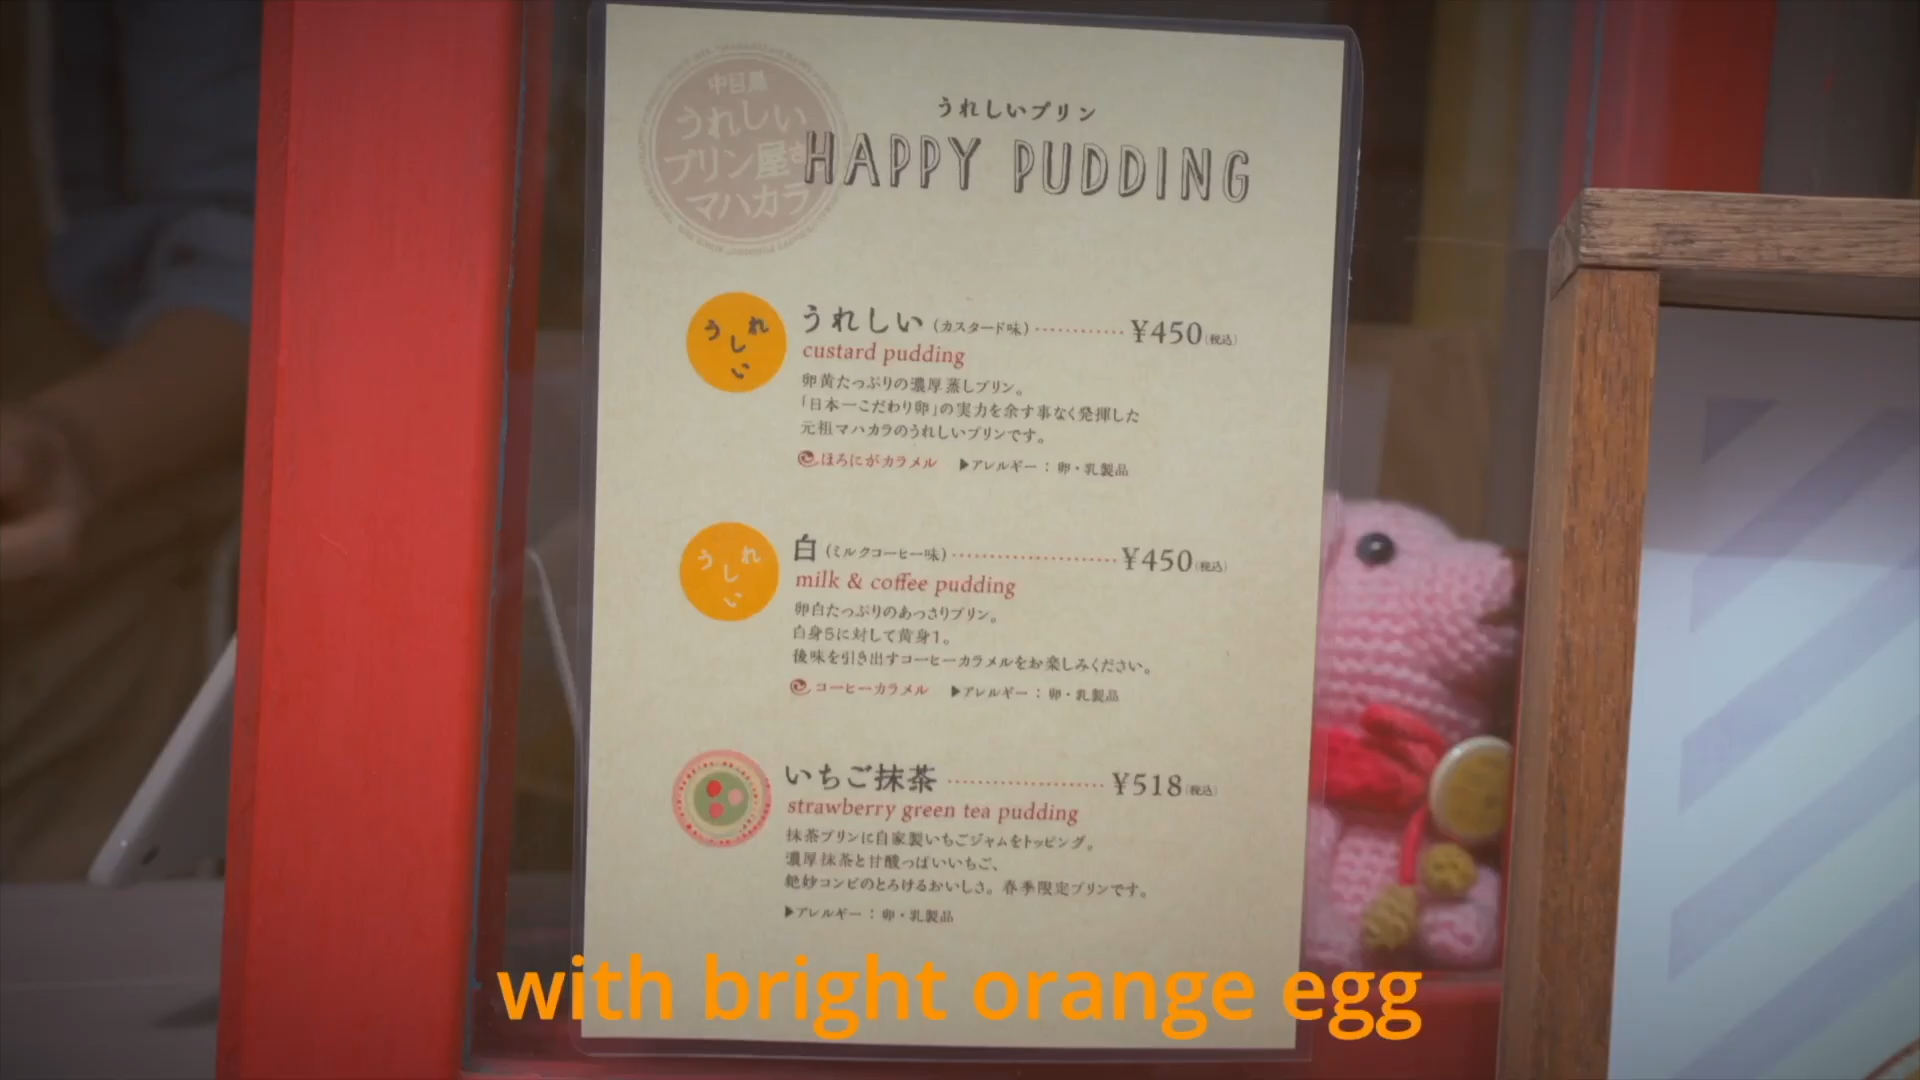 中目黒
うれしい
プリン屋さ
マハカラ
うれしいプリン
HAPPY PUDDING
うれしい
うれしい (カスタード味) ............ ¥450 (税込)
custard pudding
卵黄たっぷりの濃厚蒸しプリン。
「日本一こだわり卵」の実力を余す事なく発揮した
元祖マハカラのうれしいプリンです。
ほろにがカラメル ▶アレルギー：卵・乳製品
うれしい
白 (ミルクコーヒー味) ..................... ¥450 (税込)
milk & coffee pudding
卵白たっぷりのあっさりプリン。
白身5に対して黄身1。
後味を引き出すコーヒーカラメルをお楽しみください。
コーヒーカラメル ▶アレルギー：卵・乳製品
いちご抹茶 .................... ¥518 (税込)
strawberry green tea pudding
抹茶プリンに自家製いちごジャムをトッピング。
濃厚抹茶と甘酸っぱいいちご、
絶妙コンビのとろけるおいしさ。春季限定プリンです。
▶アレルギー：卵・乳製品
with bright orange egg